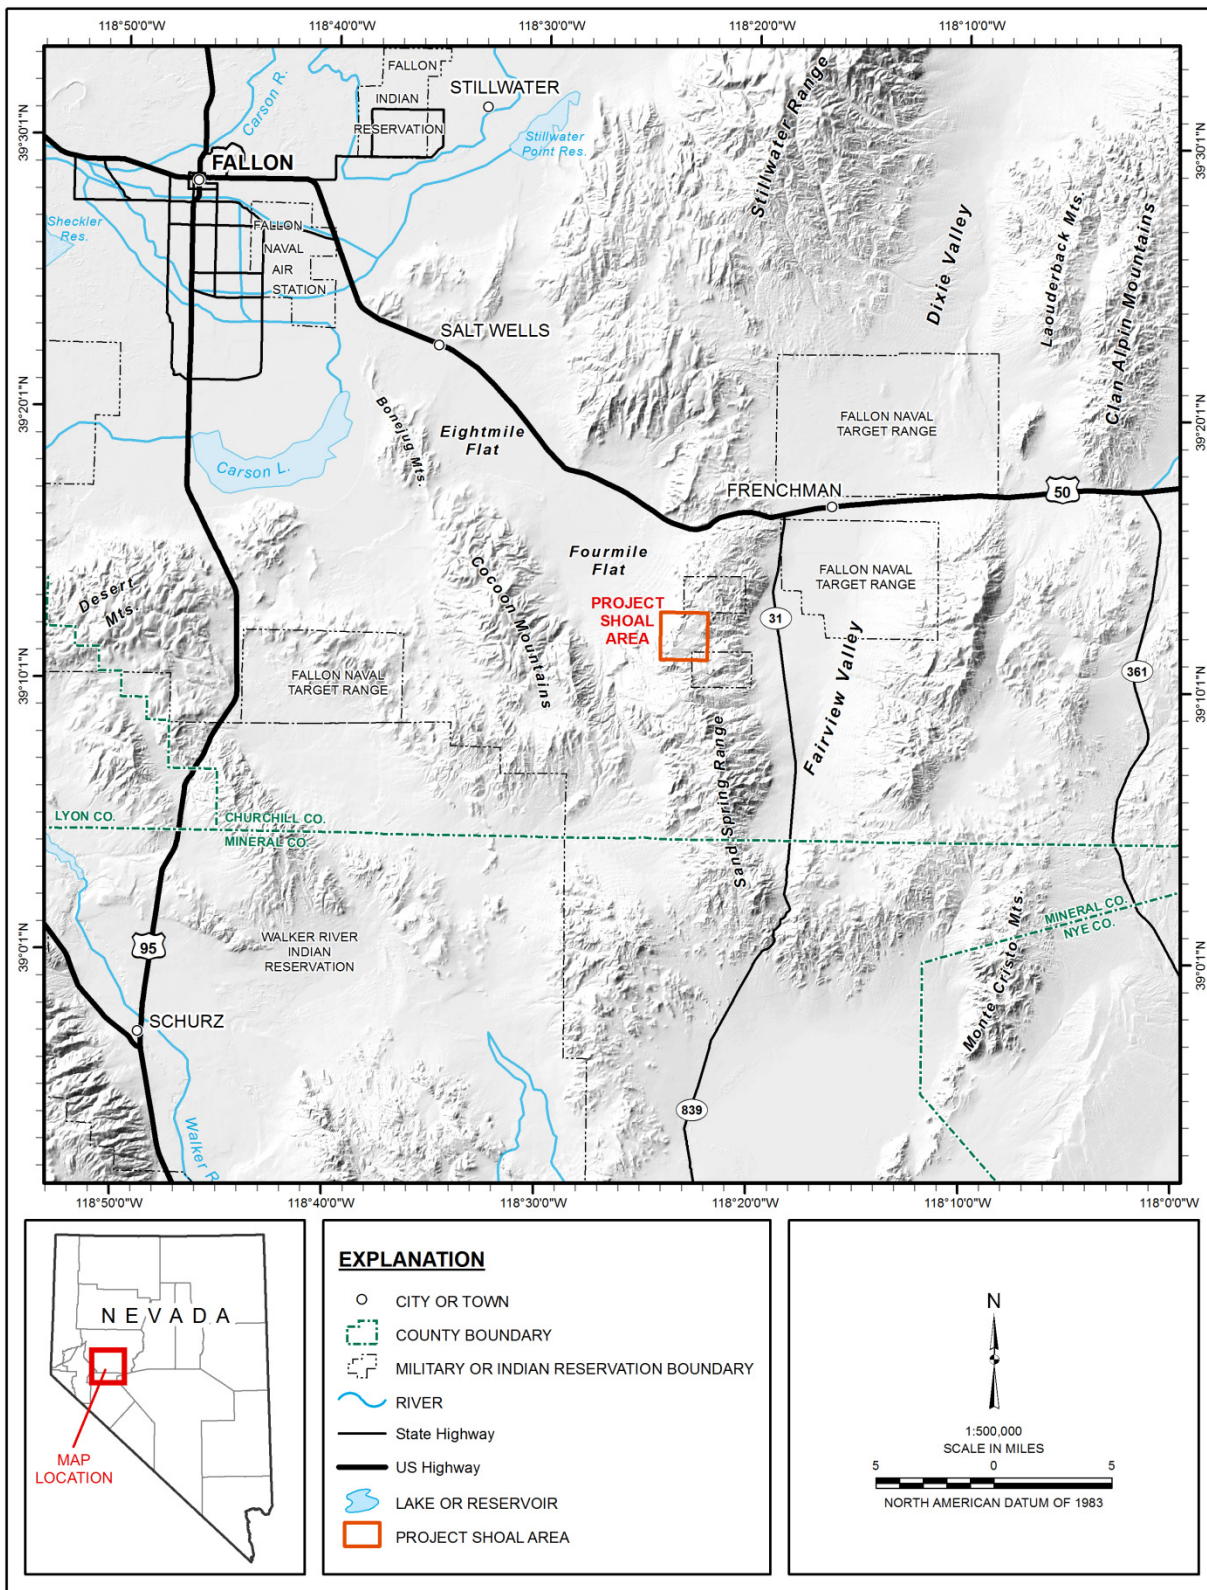 118°50'0"W
118°40'0"W
118°30'0"W
118°20'0"W
118°10'0"W
39°30'1"N
39°20'1"N
39°10'1"N
39°0'1"N
39°30'1"N
39°20'1"N
39°10'1"N
39°0'1"N
FALLON
INDIAN
RESERVATION
STILLWATER
Carson R.
Stillwater
Point Res.
FALLON
Sheckler
Res.
FALLON
NAVAL
AIR
STATION
Stillwater Range
Dixie Valley
Laouderback Mts.
Clan Alpin Mountains
SALT WELLS
Bonejug Mts.
Eightmile
Flat
Carson L.
FALLON NAVAL
TARGET RANGE
FRENCHMAN
50
Fourmile
Flat
Cocoon Mountains
FALLON NAVAL
TARGET RANGE
Desert
Mts.
PROJECT
SHOAL
AREA
31
361
FALLON NAVAL
TARGET RANGE
Fairview Valley
Sand Spring Range
LYON CO.
CHURCHILL CO.
MINERAL CO.
MINERAL CO.
NYE CO.
Monte Cristo Mts.
WALKER RIVER
INDIAN
RESERVATION
95
SCHURZ
Walker R.
839
118°50'0"W
118°40'0"W
118°30'0"W
118°20'0"W
118°10'0"W
118°0'0"W
NEVADA
MAP
LOCATION
EXPLANATION
CITY OR TOWN
COUNTY BOUNDARY
MILITARY OR INDIAN RESERVATION BOUNDARY
RIVER
State Highway
US Highway
LAKE OR RESERVOIR
PROJECT SHOAL AREA
N
1:500,000
SCALE IN MILES
5 0 5
NORTH AMERICAN DATUM OF 1983